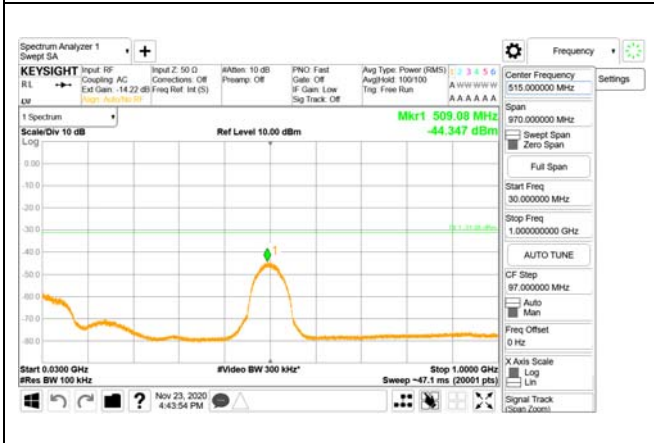 Spectrum Analyzer 1
Swept SA
+
Frequency
KEYSIGHT
Input: RF
Input Z: 50 Ω
#Atten: 10 dB
PNO: Fast
Avg Type: Power (RMS)
1 2 3 4 5 6
RL
Coupling: AC
Corrections: Off
Preamp: Off
Gate: Off
Avg|Hold: 100/100
A W W W W W
Ext Gain: -14.22 dB
Freq Ref: Int (S)
IF Gain: Low
Trig: Free Run
Align: Auto/No RF
Sig Track: Off
A A A A A A
1 Spectrum
Mkr1 509.08 MHz
Scale/Div 10 dB
Ref Level 10.00 dBm
-44.347 dBm
Log
0.00
-10.0
-20.0
-30.0
-40.0
-50.0
-60.0
-70.0
-80.0
1
Start 0.0300 GHz
#Video BW 300 kHz*
Stop 1.0000 GHz
#Res BW 100 kHz
Sweep ~47.1 ms (20001 pts)
?
Nov 23, 2020
4:43:54 PM
Center Frequency
515.000000 MHz
Settings
Span
970.000000 MHz
Swept Span
Zero Span
Full Span
Start Freq
30.000000 MHz
Stop Freq
1.000000000 GHz
AUTO TUNE
CF Step
97.000000 MHz
Auto
Man
Freq Offset
0 Hz
X Axis Scale
Log
Lin
Signal Track
(Span Zoom)